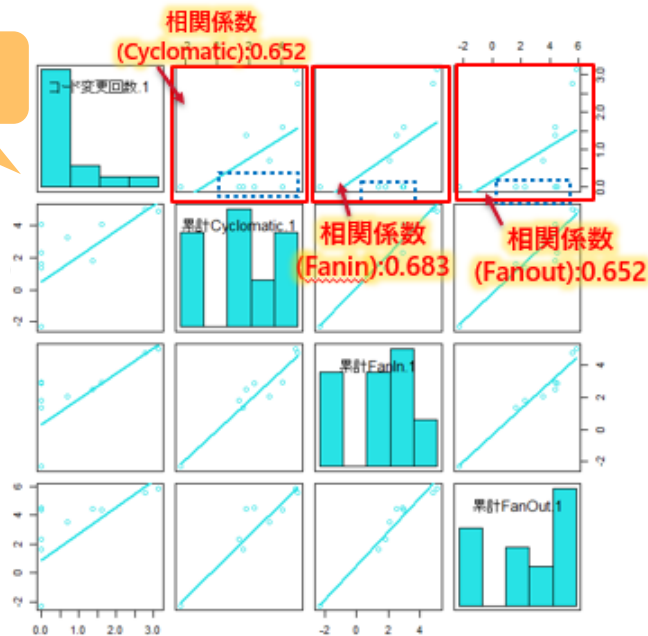 相関係数
(Cyclomatic):0.652
-2 0 2 4 6
コード変更回数.1
0.0 1.0 2.0 3.0
-2 0 2 4
累計Cyclomatic.1
相関係数
(Fanin):0.683
相関係数
(Fanout):0.652
累計FanIn.1
-2 0 2 4
-2 0 2 4 6
累計FanOut.1
0.0 1.0 2.0 3.0
-2 0 2 4